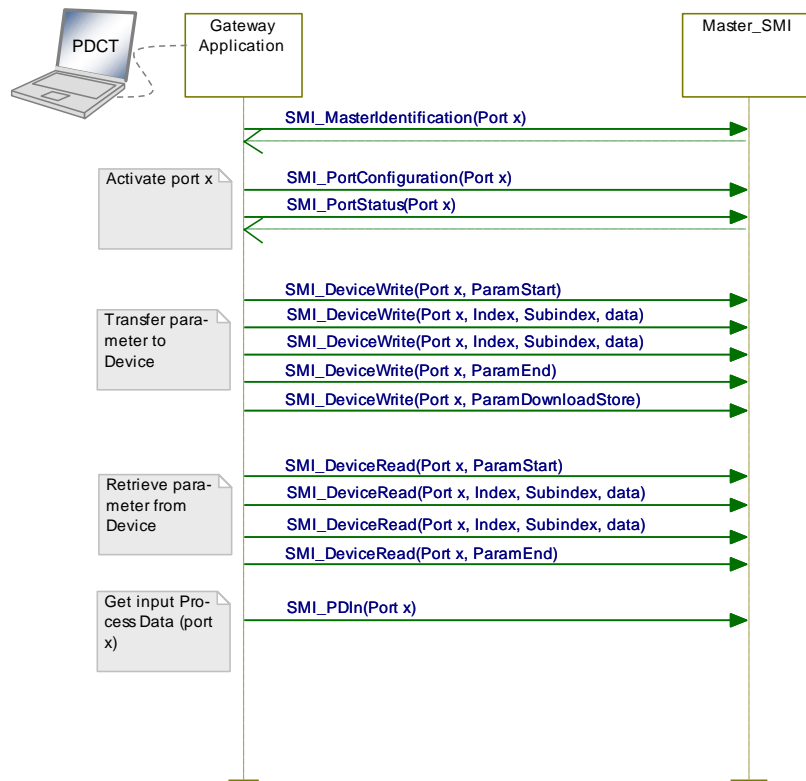 PDCT
Gateway
Application
Master_SMI
SMI_MasterIdentification(Port x)
Activate port x
SMI_PortConfiguration(Port x)
SMI_PortStatus(Port x)
SMI_DeviceWrite(Port x, ParamStart)
Transfer para-
meter to
Device
SMI_DeviceWrite(Port x, Index, Subindex, data)
SMI_DeviceWrite(Port x, Index, Subindex, data)
SMI_DeviceWrite(Port x, ParamEnd)
SMI_DeviceWrite(Port x, ParamDownloadStore)
SMI_DeviceRead(Port x, ParamStart)
Retrieve para-
meter from
Device
SMI_DeviceRead(Port x, Index, Subindex, data)
SMI_DeviceRead(Port x, Index, Subindex, data)
SMI_DeviceRead(Port x, ParamEnd)
Get input Pro-
cess Data (port
x)
SMI_PDIn(Port x)